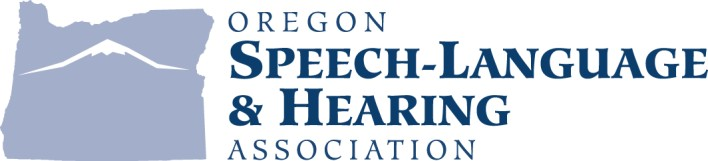 OREGON
SPEECH-LANGUAGE
& HEARING
ASSOCIATION